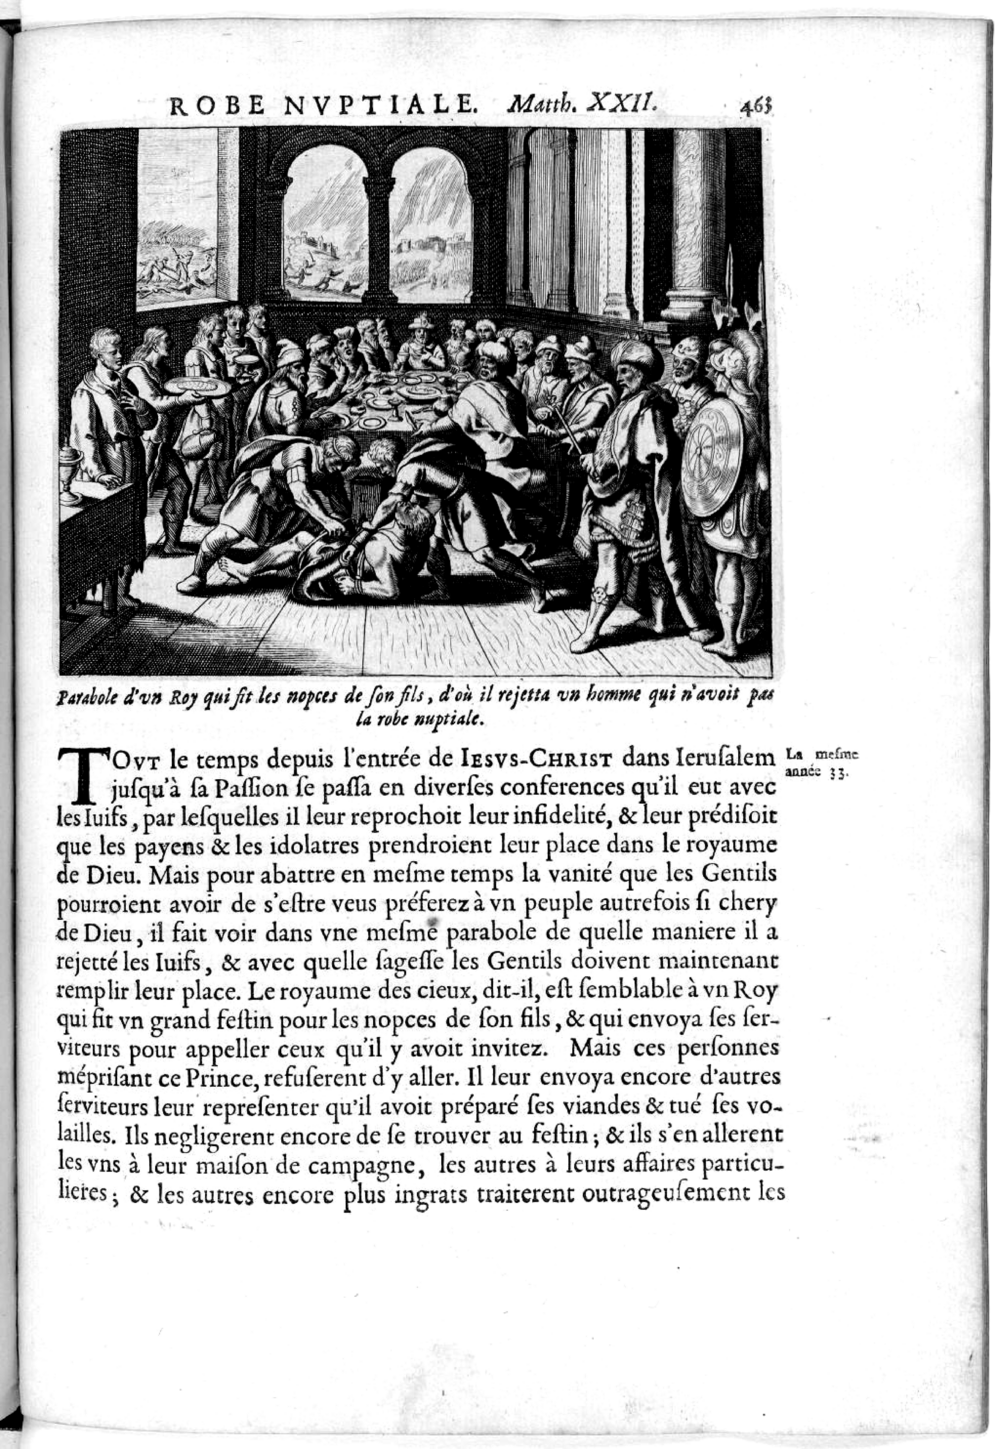 ROBE NVPTIALE. Matth. XXII. 463
Parabole d'vn Roy qui fit les nopces de ſon fils, d'où il rejetta vn homme qui n'avoit pas
la robe nuptiale.
TOVT le temps depuis l'entrée de IESVS-CHRIST dans Ieruſalem
juſqu'à ſa Paſſion ſe paſſa en diverſes conferences qu'il eut avec
les Iuifs, par leſquelles il leur reprochoit leur infidelité, & leur prédiſoit
que les payens & les idolatres prendroient leur place dans le royaume
de Dieu. Mais pour abattre en meſme temps la vanité que les Gentils
pourroient avoir de s'eſtre veus préferez à vn peuple autrefois ſi chery
de Dieu, il fait voir dans vne meſme parabole de quelle maniere il a
rejetté les Iuifs, & avec quelle ſageſſe les Gentils doivent maintenant
remplir leur place. Le royaume des cieux, dit-il, eſt ſemblable à vn Roy
qui fit vn grand feſtin pour les nopces de ſon fils, & qui envoya ſes ſer-
viteurs pour appeller ceux qu'il y avoit invitez. Mais ces perſonnes
mépriſant ce Prince, refuſerent d'y aller. Il leur envoya encore d'autres
ſerviteurs leur repreſenter qu'il avoit préparé ſes viandes & tué ſes vo-
lailles. Ils negligerent encore de ſe trouver au feſtin; & ils s'en allerent
les vns à leur maiſon de campagne, les autres à leurs affaires particu-
lieres; & les autres encore plus ingrats traiterent outrageuſement les
La meſme
année 33.